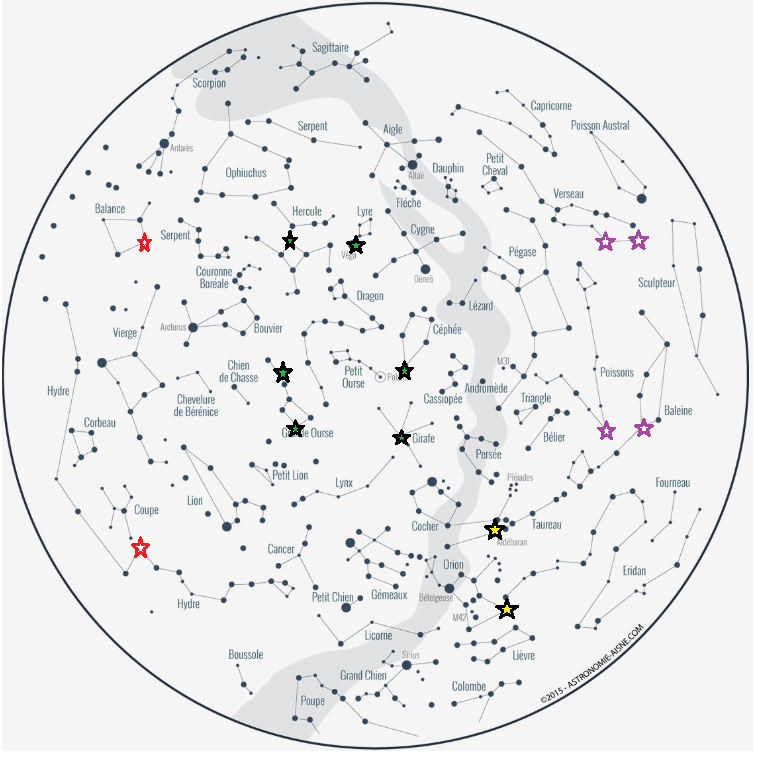 Sagittaire
Scorpion
Capricorne
Serpent
Aigle
Poisson Austral
Antarès
Petit
Cheval
Ophiuchus
Altaïr
Dauphin
Verseau
Balance
Hercule
Lyre
Flèche
Serpent
Cygne
Véga
Pégase
Couronne
Boréale
Déneb
Sculpteur
Dragon
Lézard
Vierge
Arcturus
Bouvier
Céphée
M31
Chien
de Chasse
Petit
Ourse
Poissons
Hydre
Andromède
Cassiopée
Chevelure
de Bérénice
Triangle
Baleine
Corbeau
Girafe
Bélier
Ourse
Persée
Petit Lion
Pléiades
Lynx
Fourneau
Lion
Coupe
Cocher
Taureau
Aldébaran
Cancer
Orion
Eridan
Gémeaux
Hydre
Petit Chien
Bételgeuse
M42
Licorne
Boussole
Sirius
Lièvre
Grand Chien
Colombe
Poupe
©2015 - ASTRONOMIE-AISNE.COM